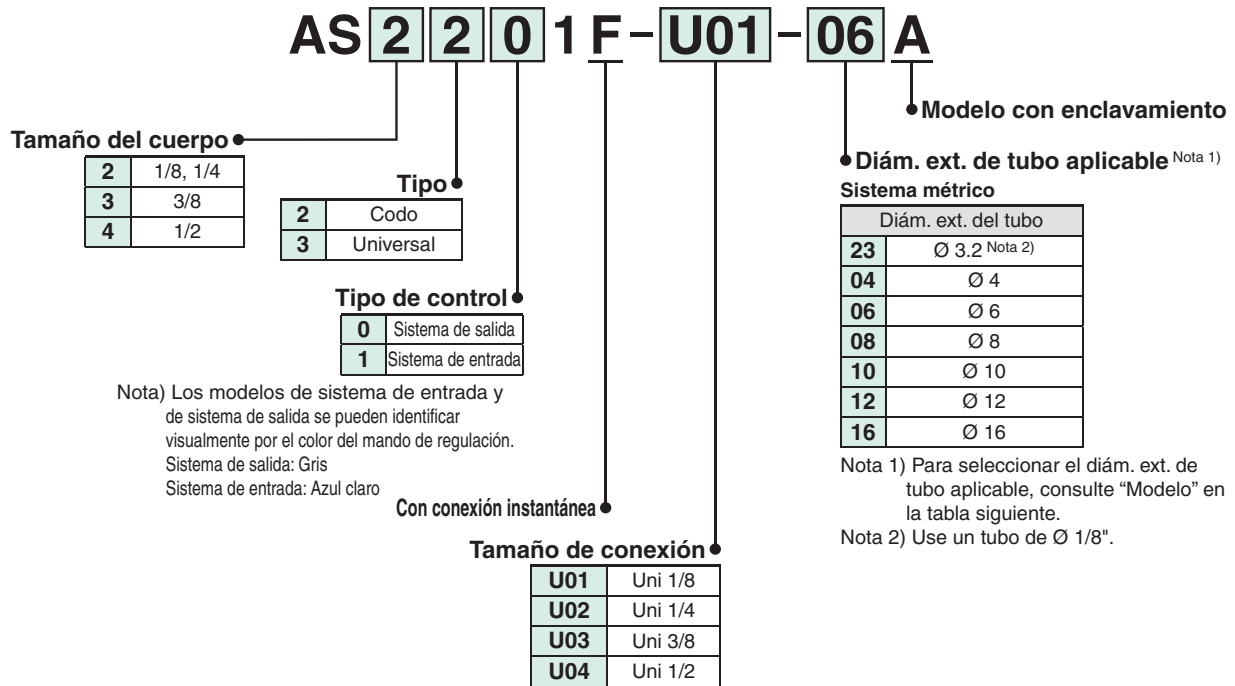 AS 2 2 0 1 F - U01 - 06 A
Modelo con enclavamiento
Tamaño del cuerpo
2 1/8, 1/4
3 3/8
4 1/2
Tipo
2 Codo
3 Universal
Tipo de control
0 Sistema de salida
1 Sistema de entrada
Nota) Los modelos de sistema de entrada y
de sistema de salida se pueden identificar
visualmente por el color del mando de regulación.
Sistema de salida: Gris
Sistema de entrada: Azul claro
Con conexión instantánea
Tamaño de conexión
U01 Uni 1/8
U02 Uni 1/4
U03 Uni 3/8
U04 Uni 1/2
Diám. ext. de tubo aplicable Nota 1)
Sistema métrico
Diám. ext. del tubo
23 Ø 3.2 Nota 2)
04 Ø 4
06 Ø 6
08 Ø 8
10 Ø 10
12 Ø 12
16 Ø 16
Nota 1) Para seleccionar el diám. ext. de
tubo aplicable, consulte “Modelo” en
la tabla siguiente.
Nota 2) Use un tubo de Ø 1/8".